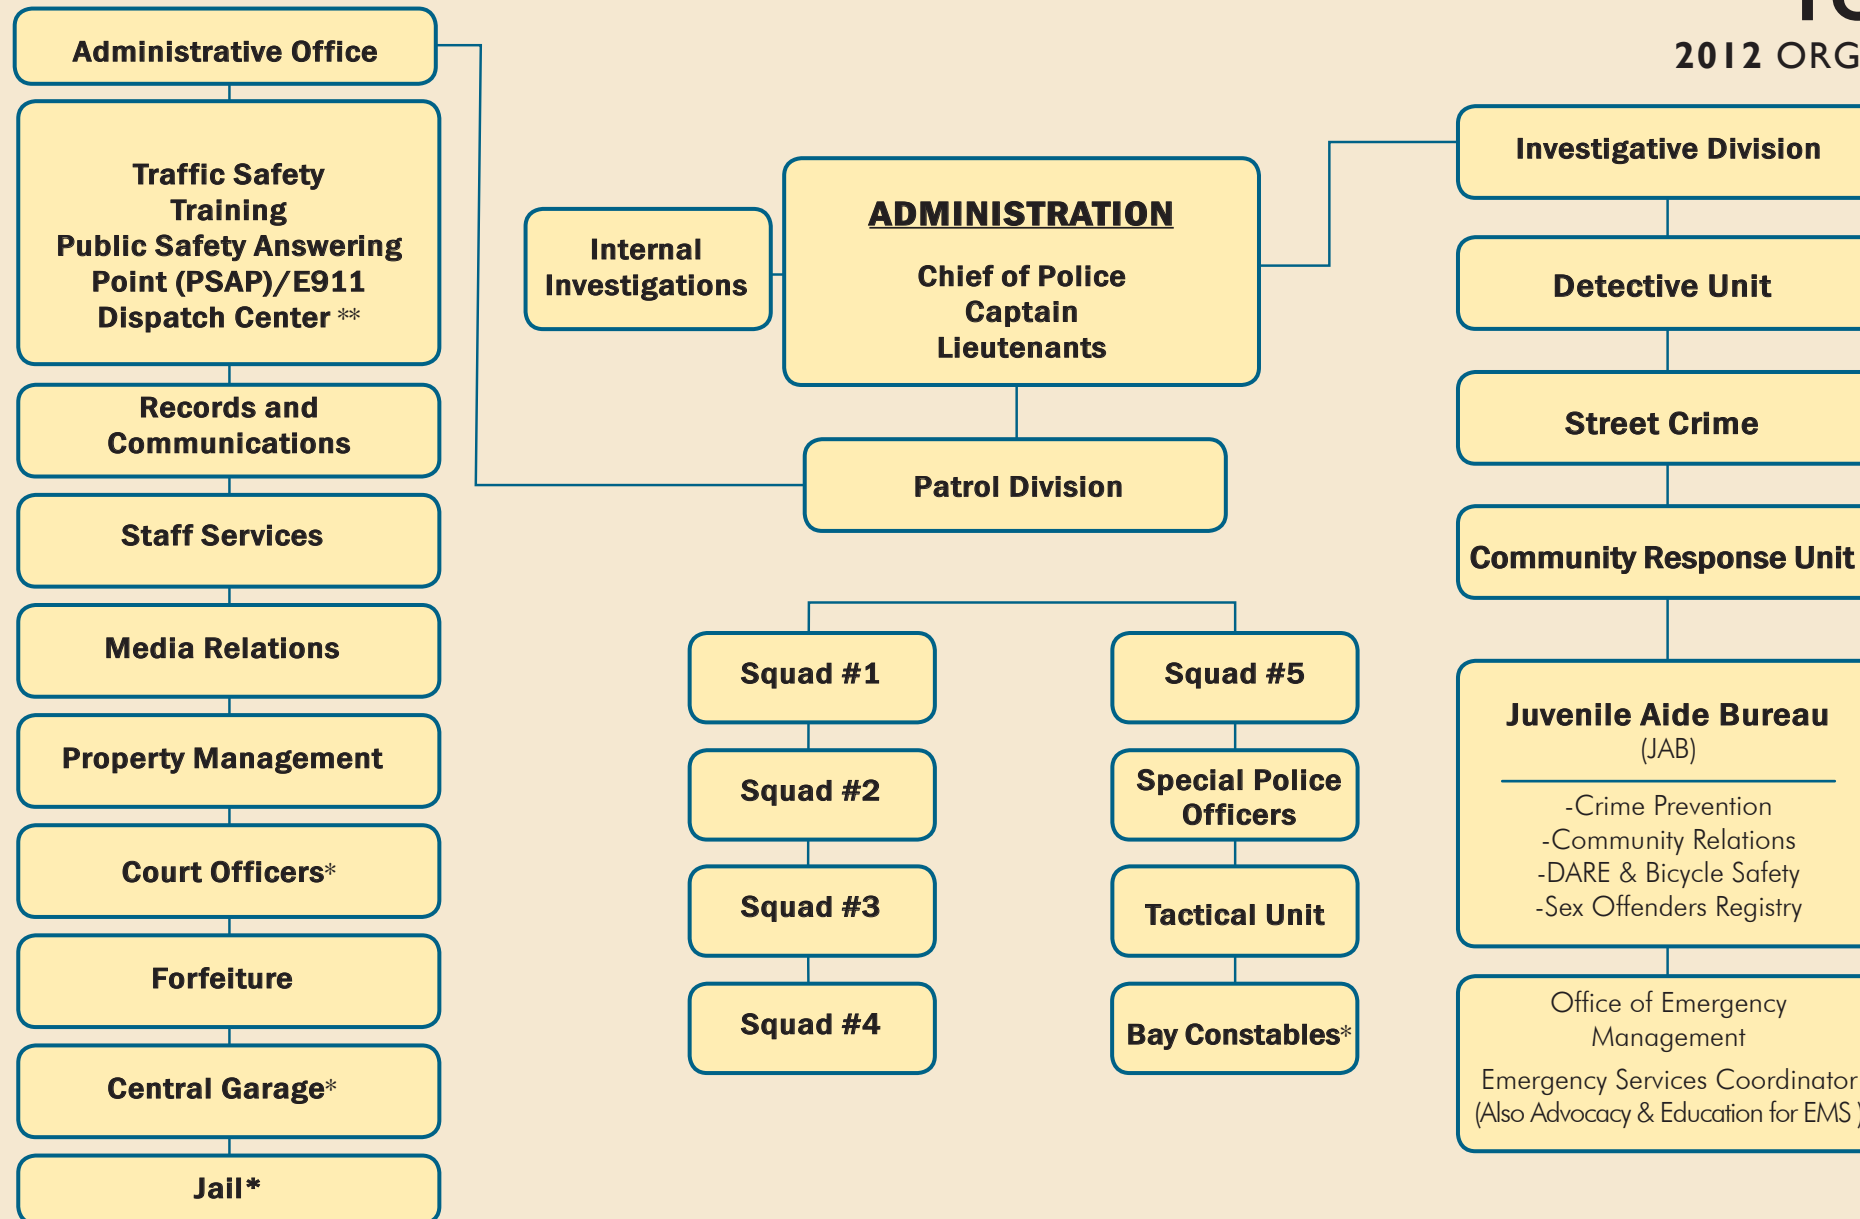 2012 ORG
Administrative Office
Traffic Safety
Training
Public Safety Answering
Point (PSAP)/E911
Dispatch Center **
Records and
Communications
Staff Services
Media Relations
Property Management
Court Officers*
Forfeiture
Central Garage*
Jail*
Internal
Investigations
ADMINISTRATION
Chief of Police
Captain
Lieutenants
Patrol Division
Squad #1
Squad #2
Squad #3
Squad #4
Squad #5
Special Police
Officers
Tactical Unit
Bay Constables*
Investigative Division
Detective Unit
Street Crime
Community Response Unit
Juvenile Aide Bureau
(JAB)
-Crime Prevention
-Community Relations
-DARE & Bicycle Safety
-Sex Offenders Registry
Office of Emergency
Management
Emergency Services Coordinator
(Also Advocacy & Education for EMS )